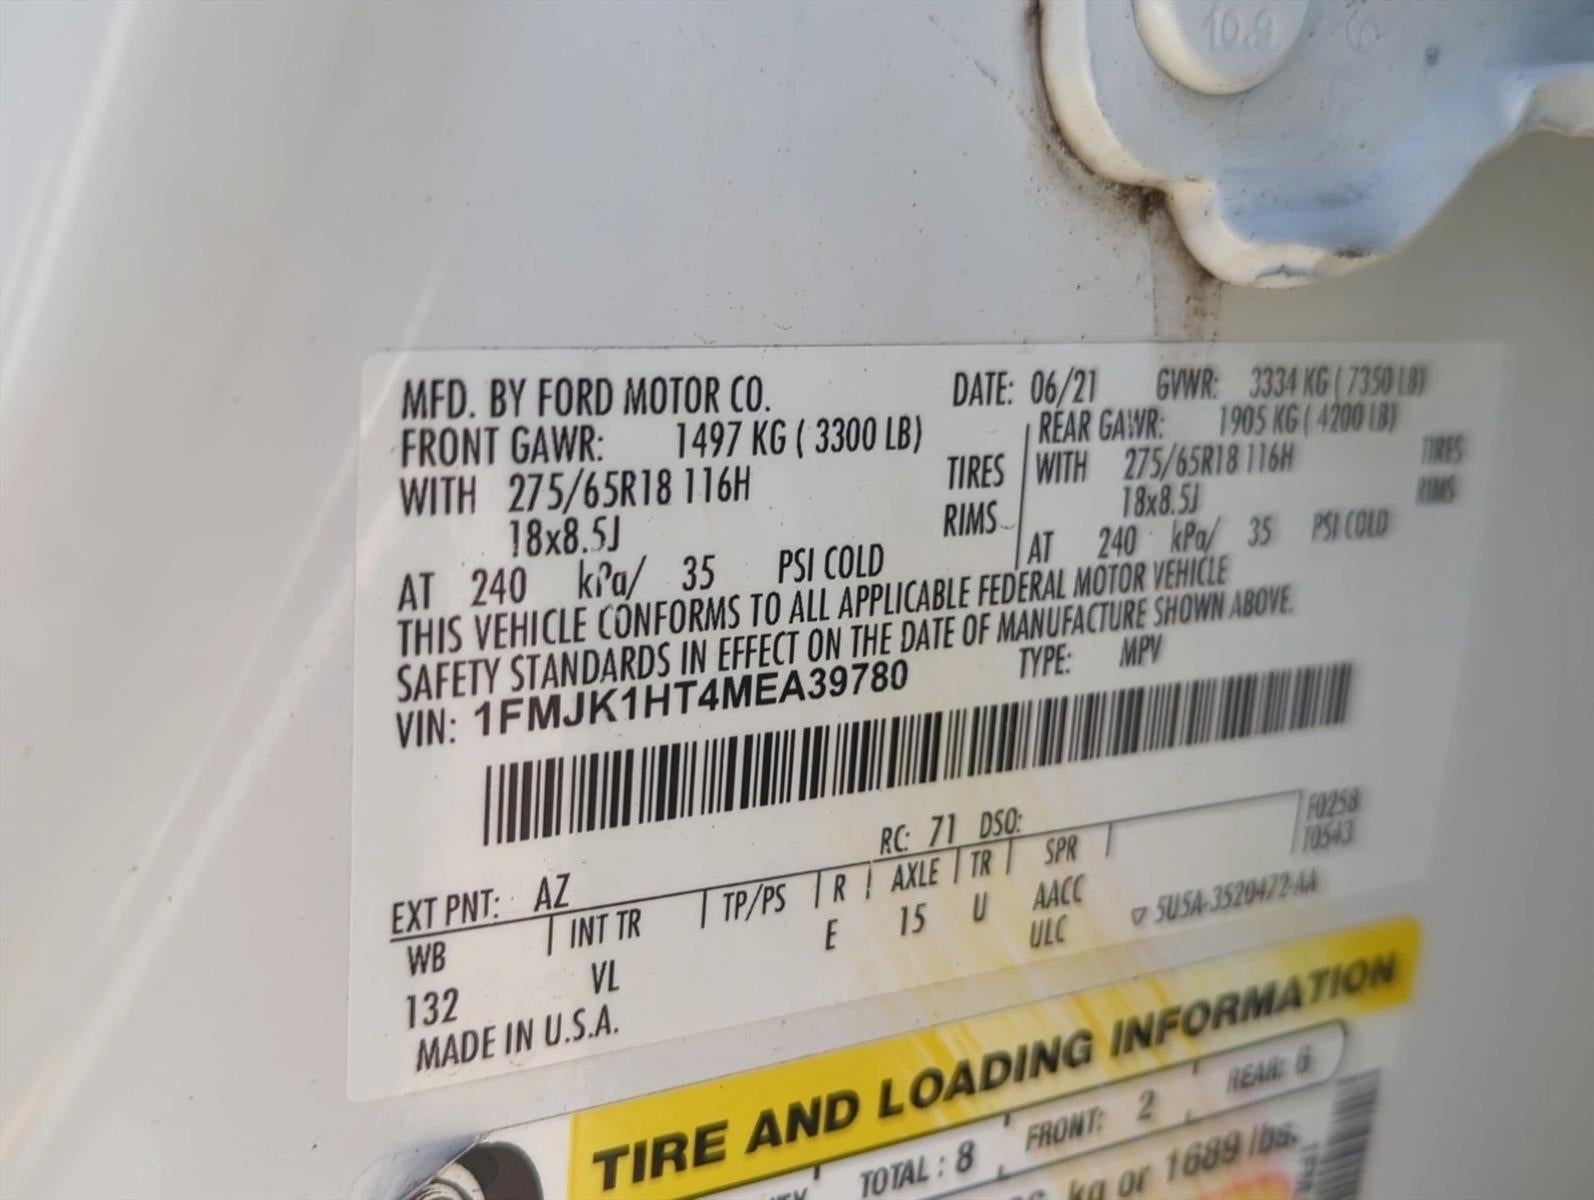 10.9
MFD. BY FORD MOTOR CO. DATE: 06/21 GVWR: 3334 KG ( 7350 LB)
FRONT GAWR: 1497 KG ( 3300 LB) REAR GAWR: 1905 KG ( 4200 LB)
WITH 275/65R18 116H TIRES WITH 275/65R18 116H TIRES
18x8.5J RIMS 18x8.5J RIMS
AT 240 kPa/ 35 PSI COLD AT 240 kPa/ 35 PSI COLD
THIS VEHICLE CONFORMS TO ALL APPLICABLE FEDERAL MOTOR VEHICLE
SAFETY STANDARDS IN EFFECT ON THE DATE OF MANUFACTURE SHOWN ABOVE.
VIN: 1FMJK1HT4MEA39780 TYPE: MPV
F0258
RC: 71 DSO: T0543
EXT PNT: AZ
WB INT TR TP/PS R AXLE TR SPR
132 VL E 15 U AACC
ULC
5U5A-3520472-AA
MADE IN U.S.A.
TIRE AND LOADING INFORMATION
TOTAL : 8 FRONT: 2 REAR: 6
kg or 1689 lbs.